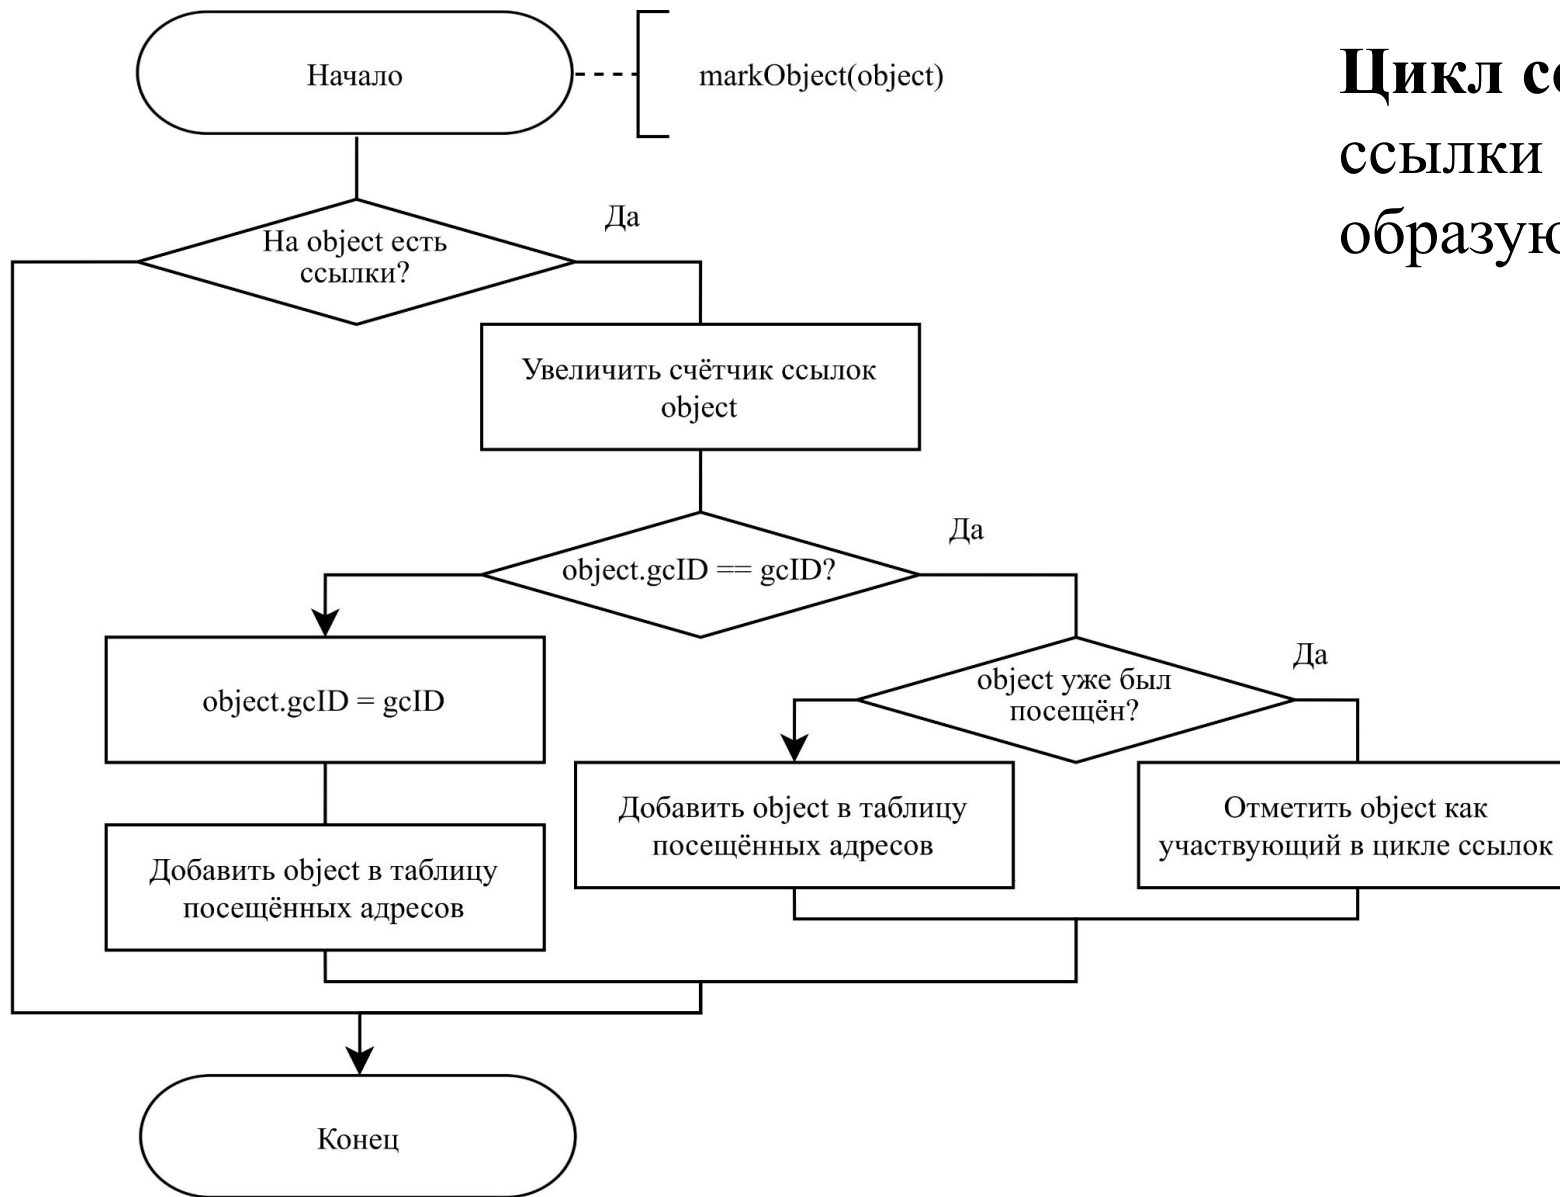 Начало
markObject(object)
Цикл
ссылки
Да
На object есть
ссылки?
Увеличить счётчик ссылок
object
Да
object.gcID == gcID?
Да
object уже был
посещён?
object.gcID = gcID
Добавить object в таблицу
посещённых адресов
Отметить object как
участвующий в цикле ссылок
Добавить object в таблицу
посещённых адресов
Конец